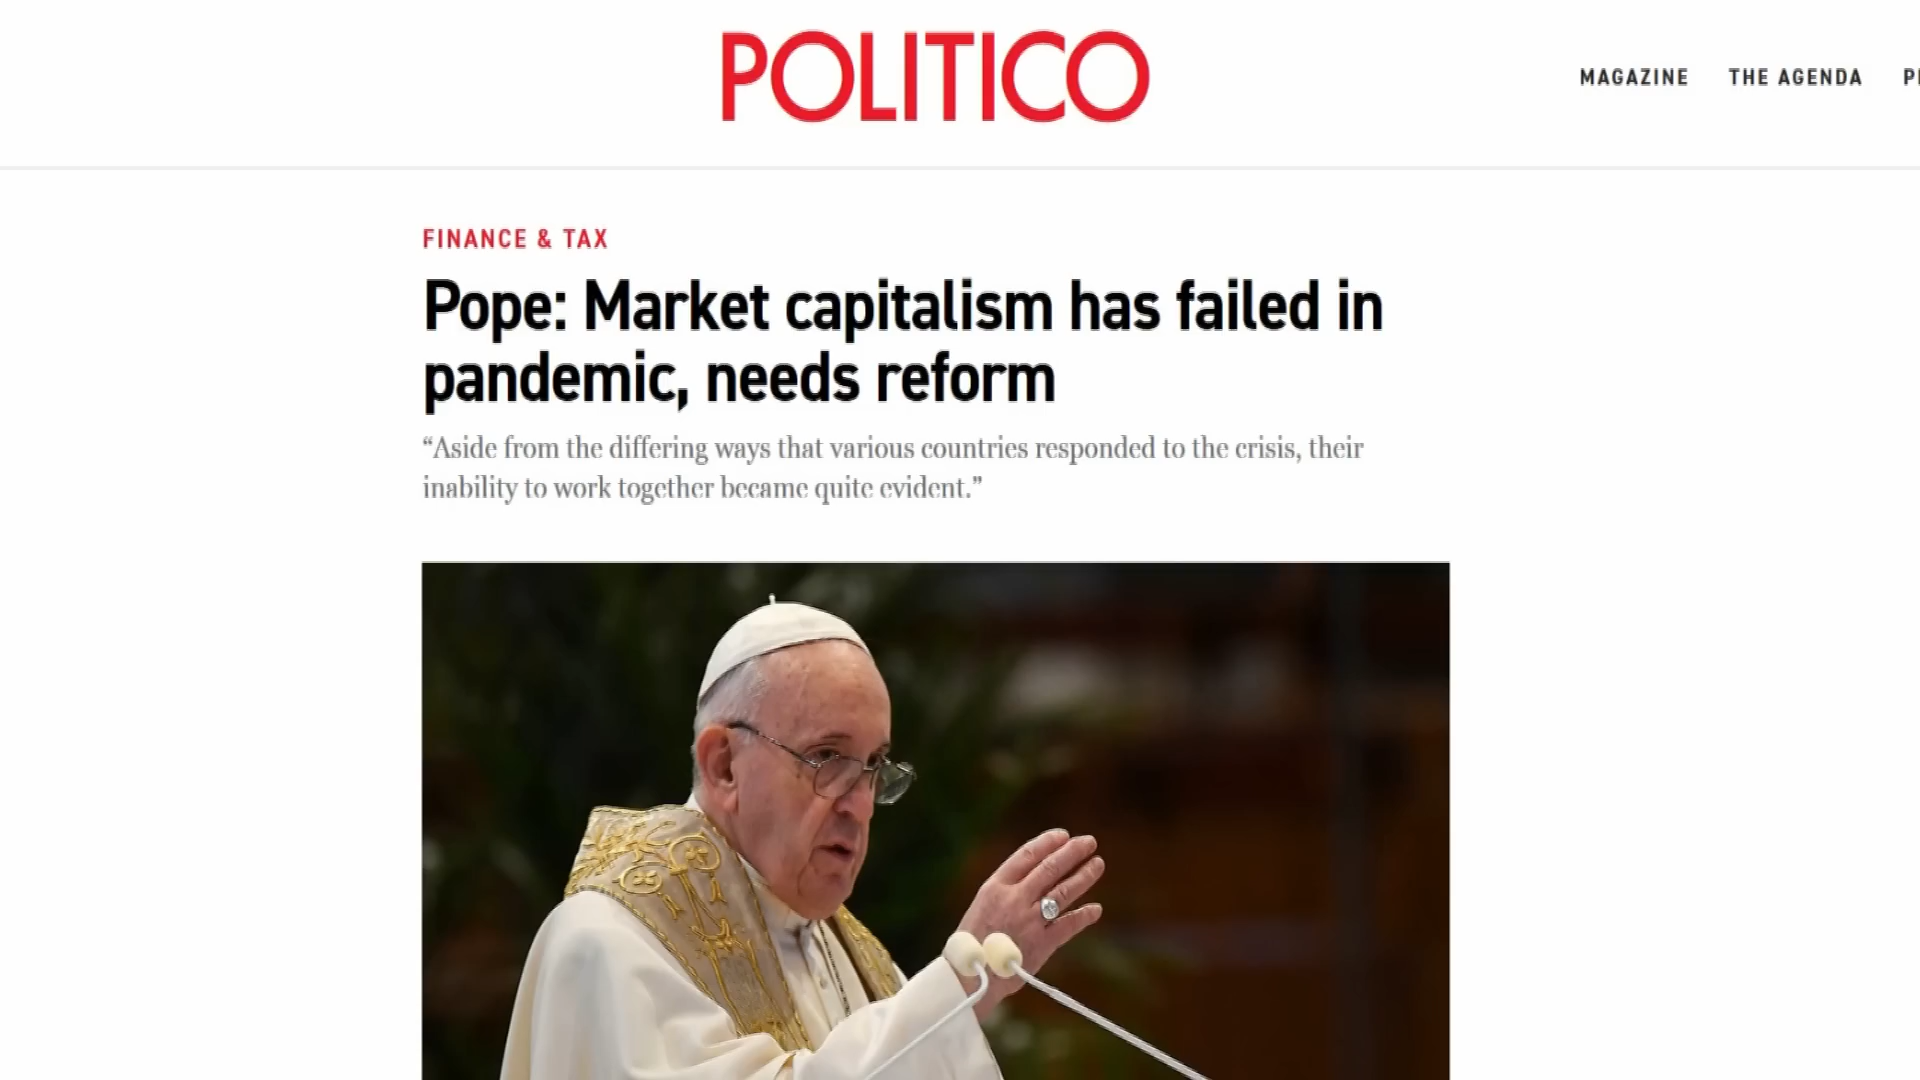 POLITICO
MAGAZINE THE AGENDA
FINANCE & TAX
Pope: Market capitalism has failed in
pandemic, needs reform
“Aside from the differing ways that various countries responded to the crisis, their
inability to work together became quite evident.”